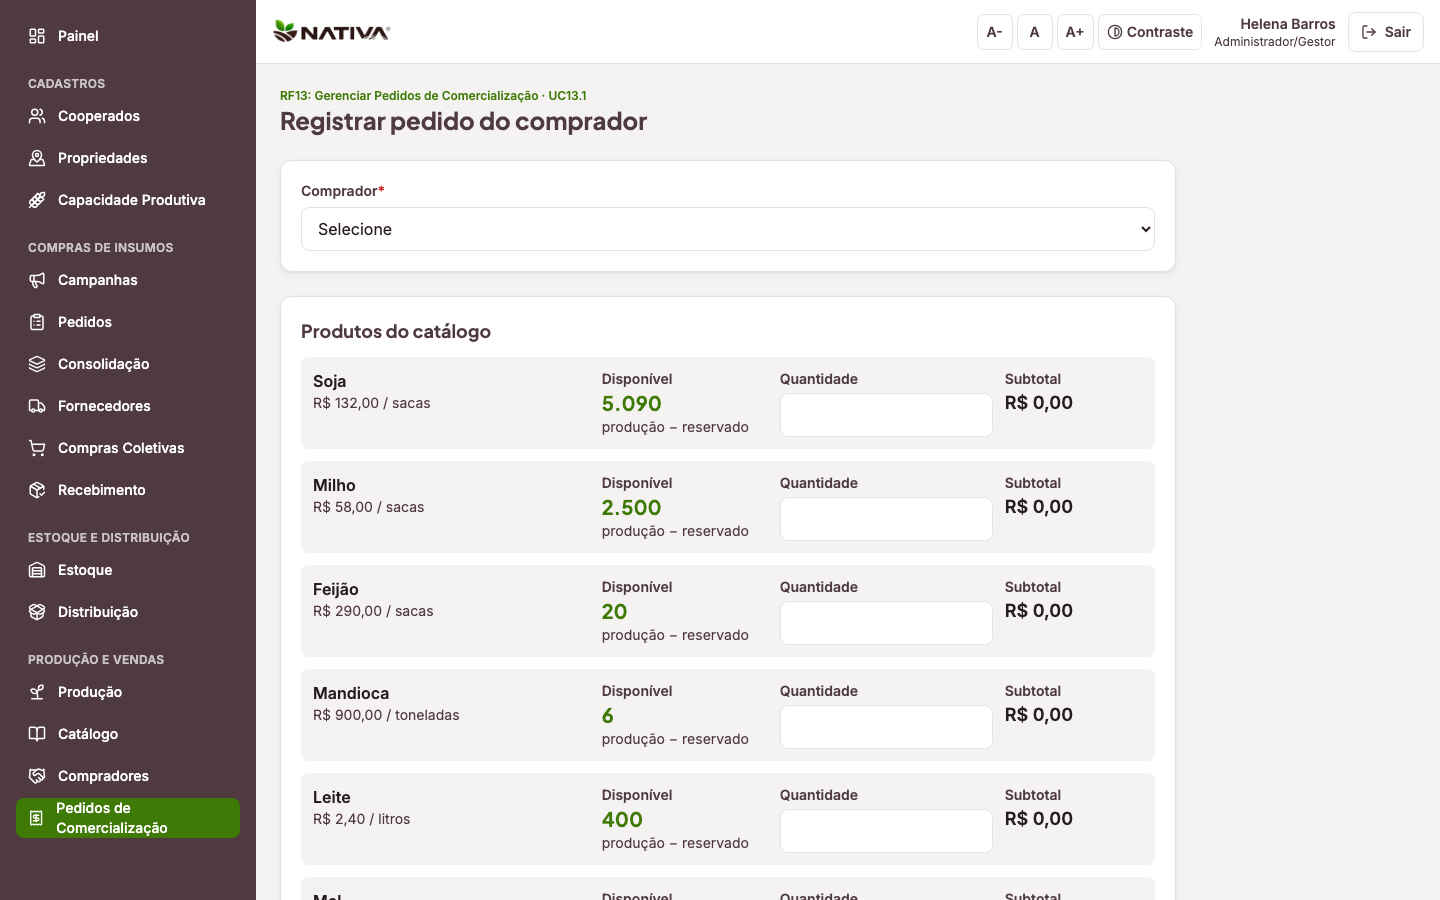 Painel
CADASTROS
Cooperados
Propriedades
Capacidade Produtiva
COMPRAS DE INSUMOS
Campanhas
Pedidos
Consolidação
Fornecedores
Compras Coletivas
Recebimento
ESTOQUE E DISTRIBUIÇÃO
Estoque
Distribuição
PRODUÇÃO E VENDAS
Produção
Catálogo
Compradores
Pedidos de
Comercialização
NATIVA
A-
A
A+
Contraste
Helena Barros
Administrador/Gestor
Sair
RF13: Gerenciar Pedidos de Comercialização · UC13.1
Registrar pedido do comprador
Comprador*
Selecione
Produtos do catálogo
Soja
R$ 132,00 / sacas
Disponível
5.090
produção – reservado
Quantidade
Subtotal
R$ 0,00
Milho
R$ 58,00 / sacas
Disponível
2.500
produção – reservado
Quantidade
Subtotal
R$ 0,00
Feijão
R$ 290,00 / sacas
Disponível
20
produção – reservado
Quantidade
Subtotal
R$ 0,00
Mandioca
R$ 900,00 / toneladas
Disponível
6
produção – reservado
Quantidade
Subtotal
R$ 0,00
Leite
R$ 2,40 / litros
Disponível
400
produção – reservado
Quantidade
Subtotal
R$ 0,00
Mel
Disponível
Quantidade
Subtotal